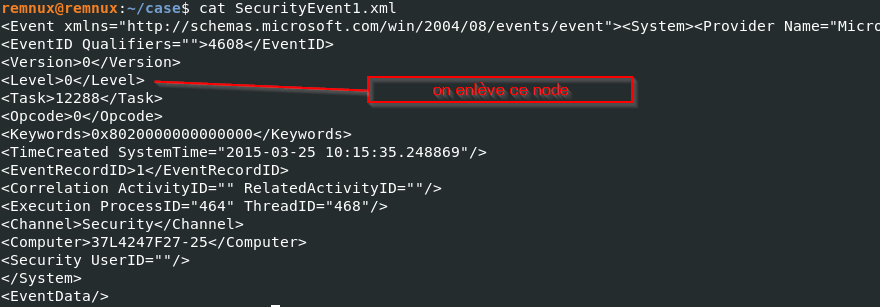 remnux@remnux:~/case$ cat SecurityEvent1.xml
<Event xmlns="http://schemas.microsoft.com/win/2004/08/events/event"><System><Provider Name="Micro
<EventID Qualifiers="">4608</EventID>
<Version>0</Version>
<Level>0</Level>
on enlève ce node
<Task>12288</Task>
<Opcode>0</Opcode>
<Keywords>0x8020000000000000</Keywords>
<TimeCreated SystemTime="2015-03-25 10:15:35.248869"/>
<EventRecordID>1</EventRecordID>
<Correlation ActivityID="" RelatedActivityID=""/>
<Execution ProcessID="464" ThreadID="468"/>
<Channel>Security</Channel>
<Computer>37L4247F27-25</Computer>
<Security UserID=""/>
</System>
<EventData/>